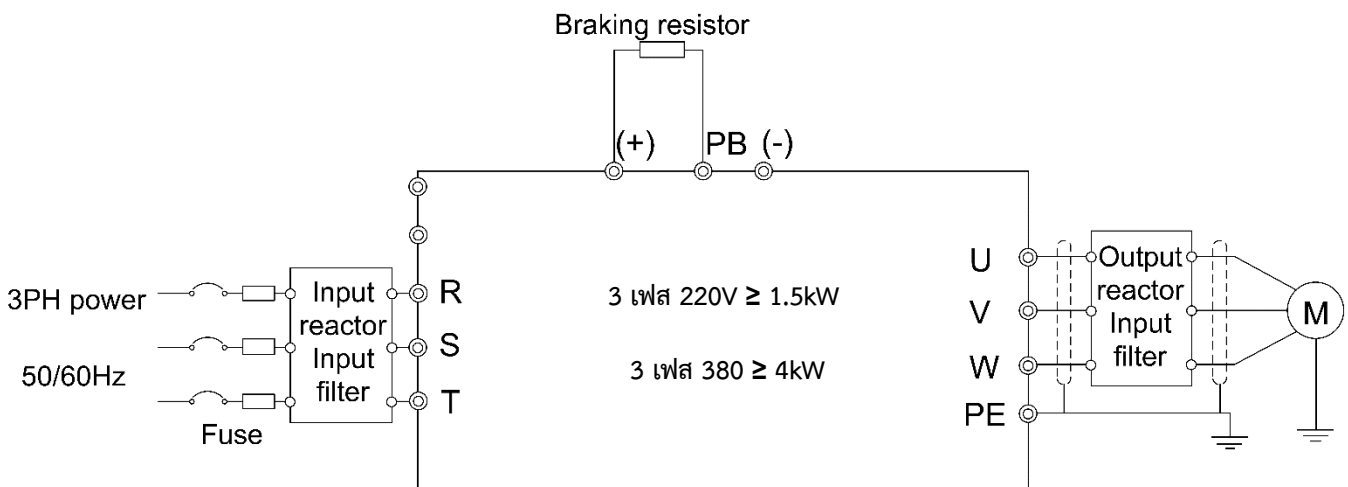 Braking resistor
(+)
PB
(-)
3PH power
50/60Hz
Fuse
Input
reactor
Input
filter
R
S
T
3 เฟส 220V ≥ 1.5kW
3 เฟส 380 ≥ 4kW
U
V
W
PE
Output
reactor
Input
filter
M